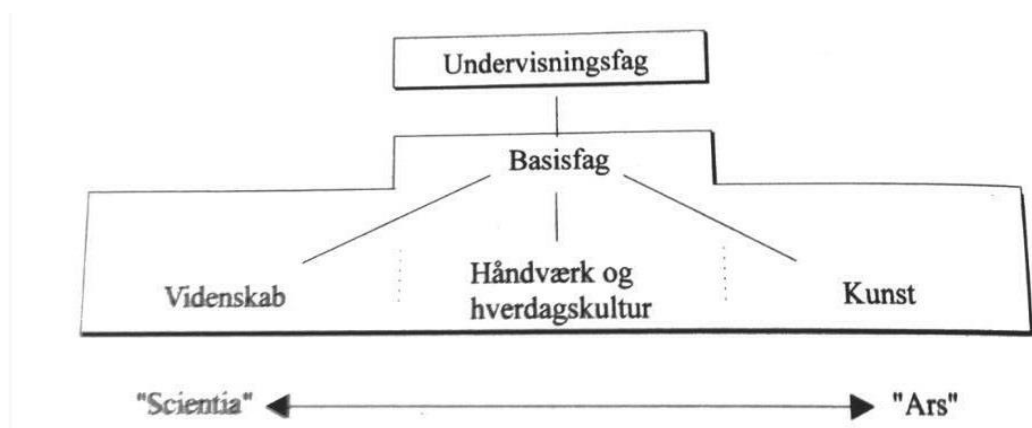 Undervisningsfag
Basisfag
Videnskab
Håndværk og
hverdagskultur
Kunst
"Scientia"
"Ars"